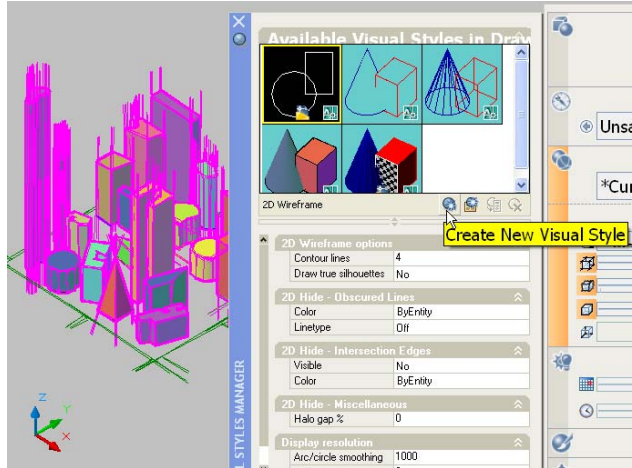 Available Visual Styles in Draw
2D Wireframe
Create New Visual Style
2D Wireframe options
Contour lines 4
Draw true silhouettes No
2D Hide - Obscured Lines
Color ByEntity
Linetype Off
2D Hide - Intersection Edges
Visible No
Color ByEntity
2D Hide - Miscellaneous
Halo gap % 0
Display resolution
Arc/circle smoothing 1000
L STYLES MANAGER
Unsa
*Cur
Z
Y
X